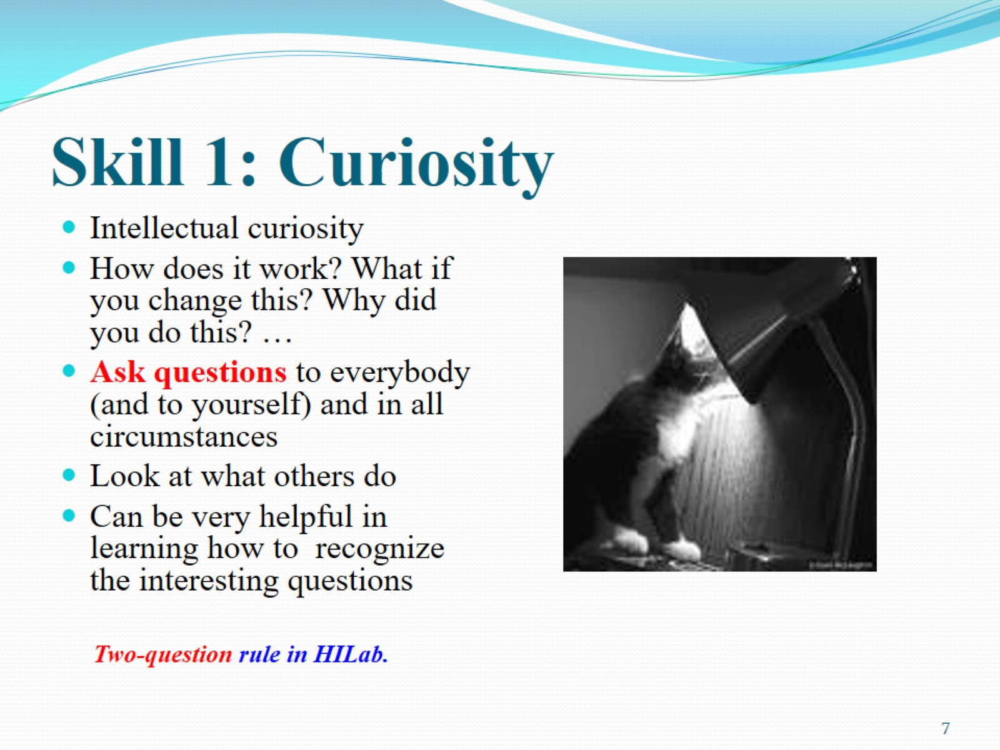 Skill 1: Curiosity
Intellectual curiosity
How does it work? What if
you change this? Why did
you do this? …
Ask questions to everybody
(and to yourself) and in all
circumstances
Look at what others do
Can be very helpful in
learning how to  recognize
the interesting questions
Two-question rule in HILab.
7